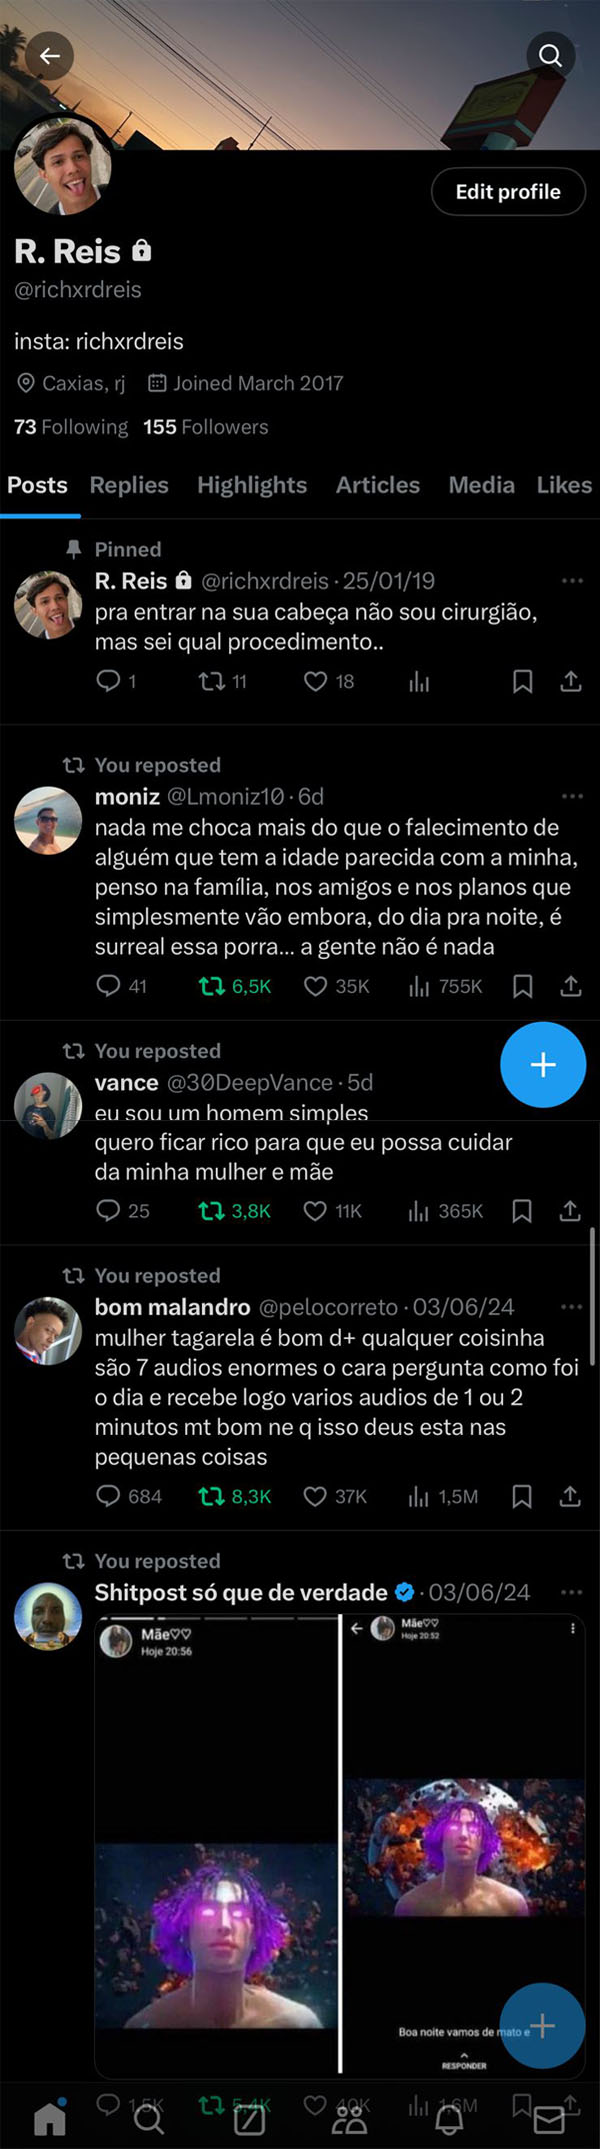 Edit profile
R. Reis
@richxrdreis
insta: richxrdreis
Caxias, rj Joined March 2017
73 Following 155 Followers
Posts Replies Highlights Articles Media Likes
Pinned
R. Reis @richxrdreis · 25/01/19
pra entrar na sua cabeça não sou cirurgião,
mas sei qual procedimento..
1 11 18
You reposted
moniz @Lmoniz10 · 6d
nada me choca mais do que o falecimento de
alguém que tem a idade parecida com a minha,
penso na família, nos amigos e nos planos que
simplesmente vão embora, do dia pra noite, é
surreal essa porra... a gente não é nada
41 6,5K 35K 755K
You reposted
vance @30DeepVance · 5d
eu sou um homem simples
quero ficar rico para que eu possa cuidar
da minha mulher e mãe
25 3,8K 11K 365K
You reposted
bom malandro @pelocorreto · 03/06/24
mulher tagarela é bom d+ qualquer coisinha
são 7 audios enormes o cara pergunta como foi
o dia e recebe logo varios audios de 1 ou 2
minutos mt bom ne q isso deus esta nas
pequenas coisas
684 8,3K 37K 1,5M
You reposted
Shitpost só que de verdade · 03/06/24
Mãe♡♡
Hoje 20:56
Mãe♡♡
Hoje 20:52
Boa noite vamos de mato e
RESPONDER
1,5K 5,4K 40K 1,6M